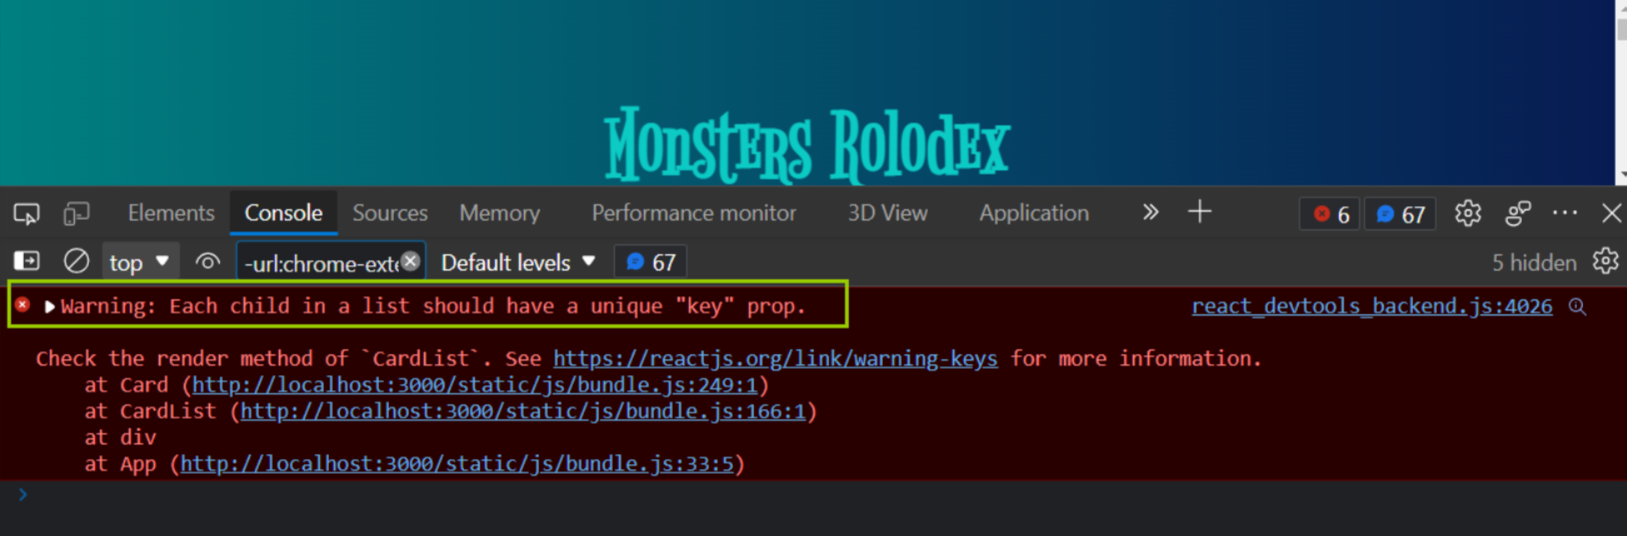 Monsters Rolodex
Elements Console Sources Memory Performance monitor 3D View Application 6 67
top -url:chrome-exte Default levels 67 5 hidden
Warning: Each child in a list should have a unique "key" prop. react_devtools_backend.js:4026
Check the render method of `CardList`. See https://reactjs.org/link/warning-keys for more information.
at Card (http://localhost:3000/static/js/bundle.js:249:1)
at CardList (http://localhost:3000/static/js/bundle.js:166:1)
at div
at App (http://localhost:3000/static/js/bundle.js:33:5)